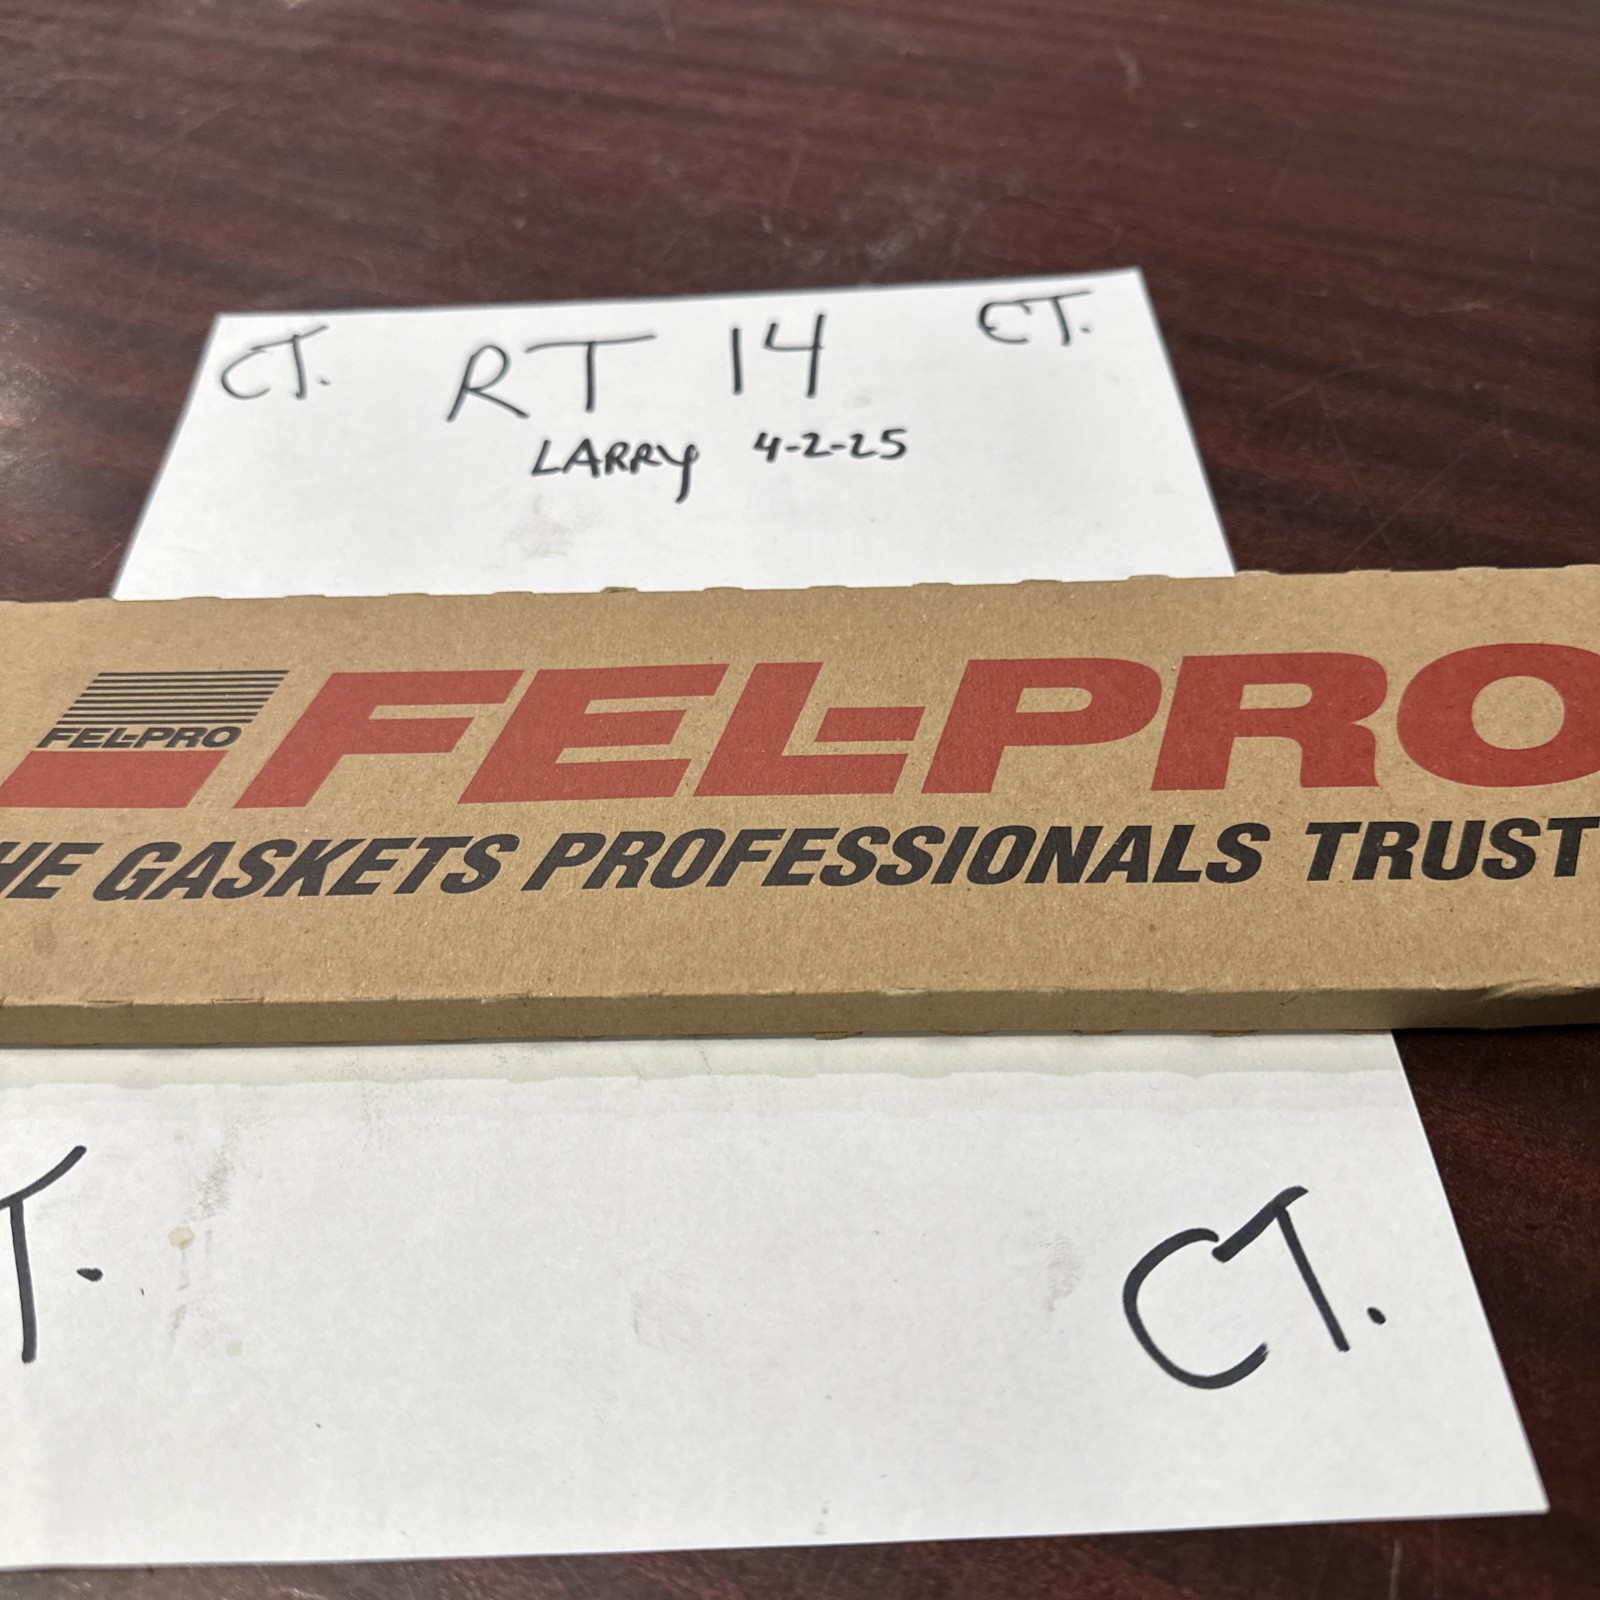 CT. RT 14 CT.
LARRY 4-2-25
FEL-PRO FEL-PRO
HE GASKETS PROFESSIONALS TRUST
T. CT.